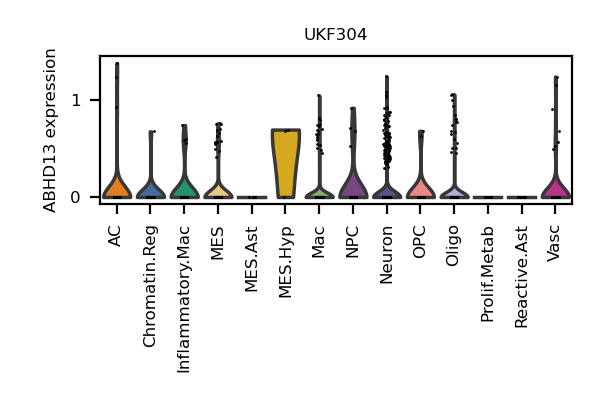 UKF304
ABHD13 expression
1
0
AC
Chromatin.Reg
Inflammatory.Mac
MES
MES.Ast
MES.Hyp
Mac
NPC
Neuron
OPC
Oligo
Prolif.Metab
Reactive.Ast
Vasc